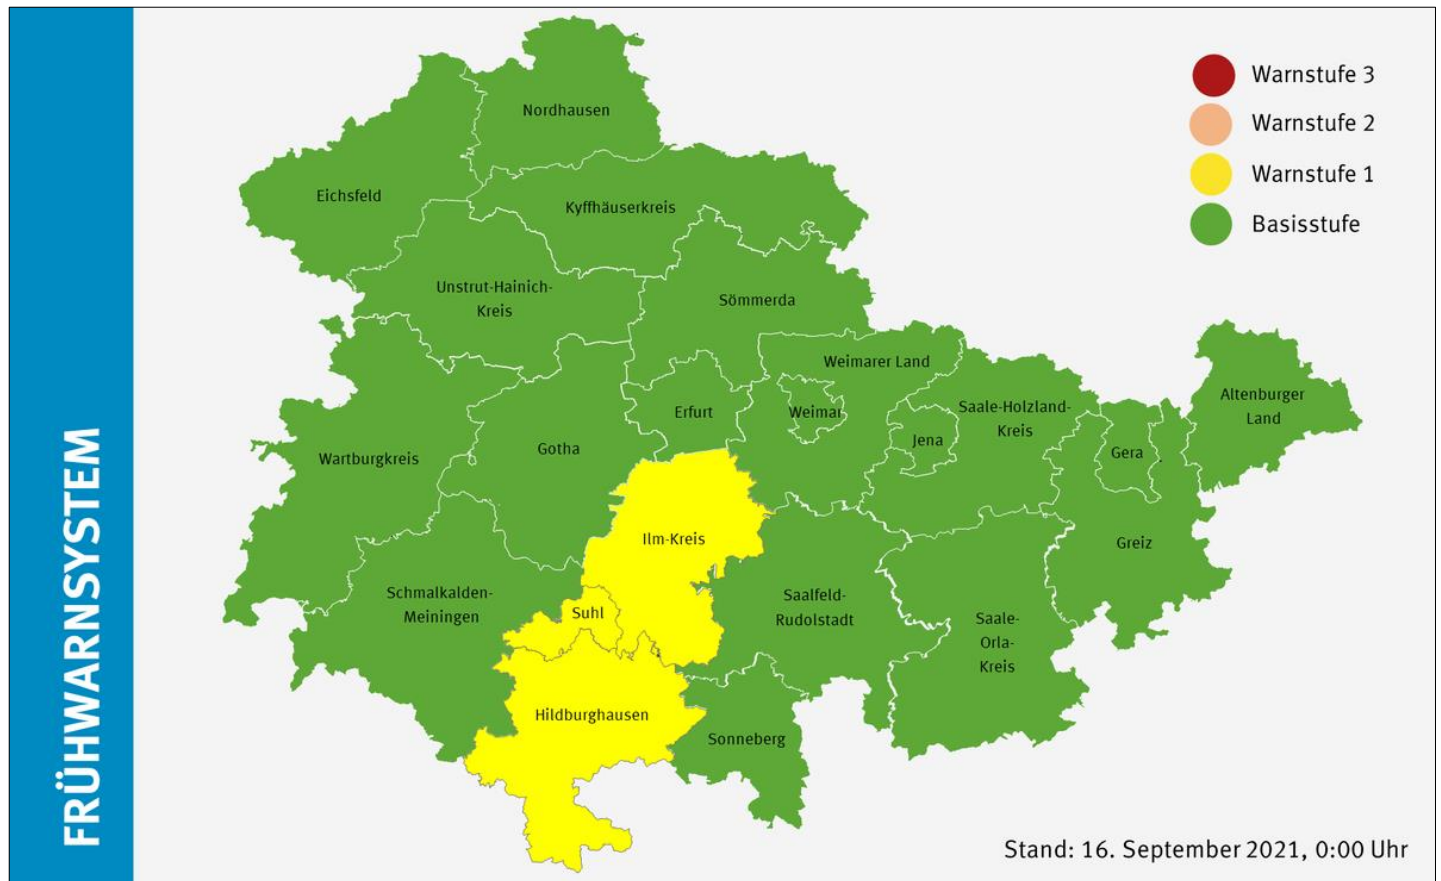 FRÜHWARNSYSTEM
Warnstufe 3
Warnstufe 2
Warnstufe 1
Basisstufe
Nordhausen
Eichsfeld
Kyffhäuserkreis
Unstrut-Hainich-
Kreis
Sömmerda
Weimarer Land
Weimar
Erfurt
Gotha
Wartburgkreis
Jena
Saale-Holzland-
Kreis
Gera
Altenburger
Land
Greiz
Ilm-Kreis
Suhl
Schmalkalden-
Meiningen
Saalfeld-
Rudolstadt
Saale-
Orla-
Kreis
Hildburghausen
Sonneberg
Stand: 16. September 2021, 0:00 Uhr